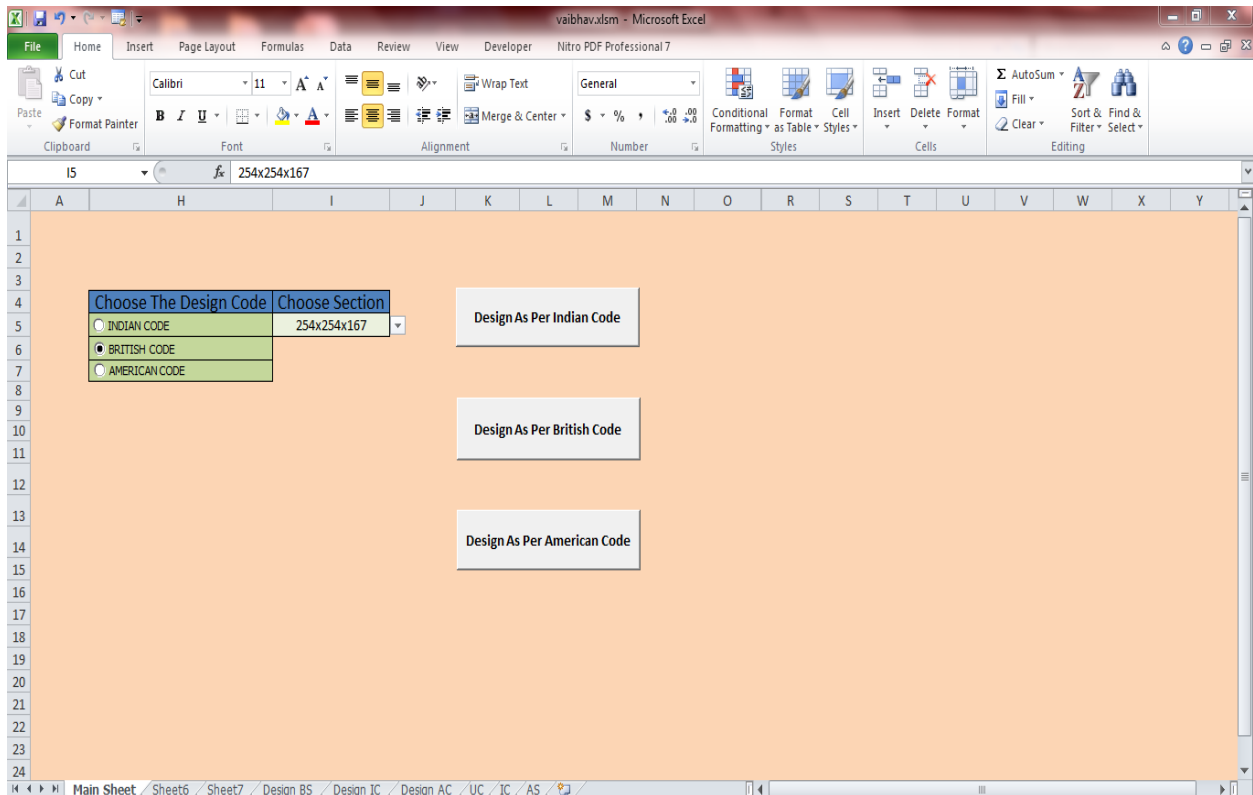 vaibhav.xlsm - Microsoft Excel
File Home Insert Page Layout Formulas Data Review View Developer Nitro PDF Professional 7
Paste
Cut
Copy
Format Painter
Clipboard
Calibri 11 A A
B I U A
Font
Wrap Text
Merge & Center
Alignment
General
$ % , .0 .00 .00 .0
Number
Conditional Formatting
Format as Table
Cell Styles
Styles
Insert Delete Format
Cells
Σ AutoSum
Fill
Clear
Sort & Filter
Find & Select
Editing
I5 fx 254x254x167
A H I J K L M N O R S T U V W X Y
1
2
3
4 Choose The Design Code Choose Section
5 INDIAN CODE 254x254x167 Design As Per Indian Code
6 BRITISH CODE
7 AMERICAN CODE
8
9
10 Design As Per British Code
11
12
13
14 Design As Per American Code
15
16
17
18
19
20
21
22
23
24
Main Sheet Sheet6 Sheet7 Design BS Design IC Design AC UC IC AS